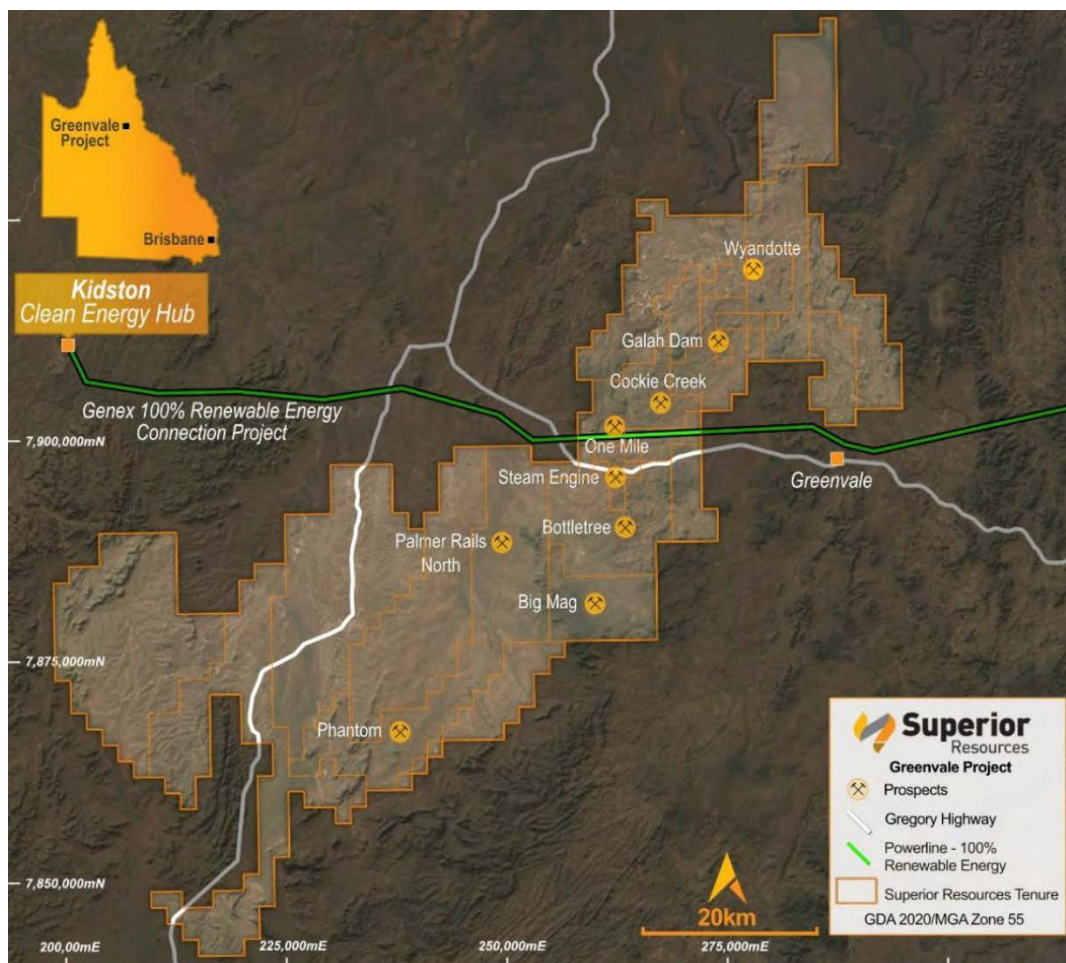 Greenvale
Project
Brisbane
Kidston
Clean Energy Hub
Wyandotte
Galah Dam
Cockie Creek
Genex 100% Renewable Energy
Connection Project
7,900,000mN
One Mile
Steam Engine
Greenvale
Bottletree
Palmer Rails
North
Big Mag
7,875,000mN
Phantom
Superior
Resources
Greenvale Project
Prospects
Gregory Highway
Powerline - 100%
Renewable Energy
Superior Resources Tenure
GDA 2020/MGA Zone 55
7,850,000mN
20km
200,00mE
225,000mE
250,000mE
275,000mE